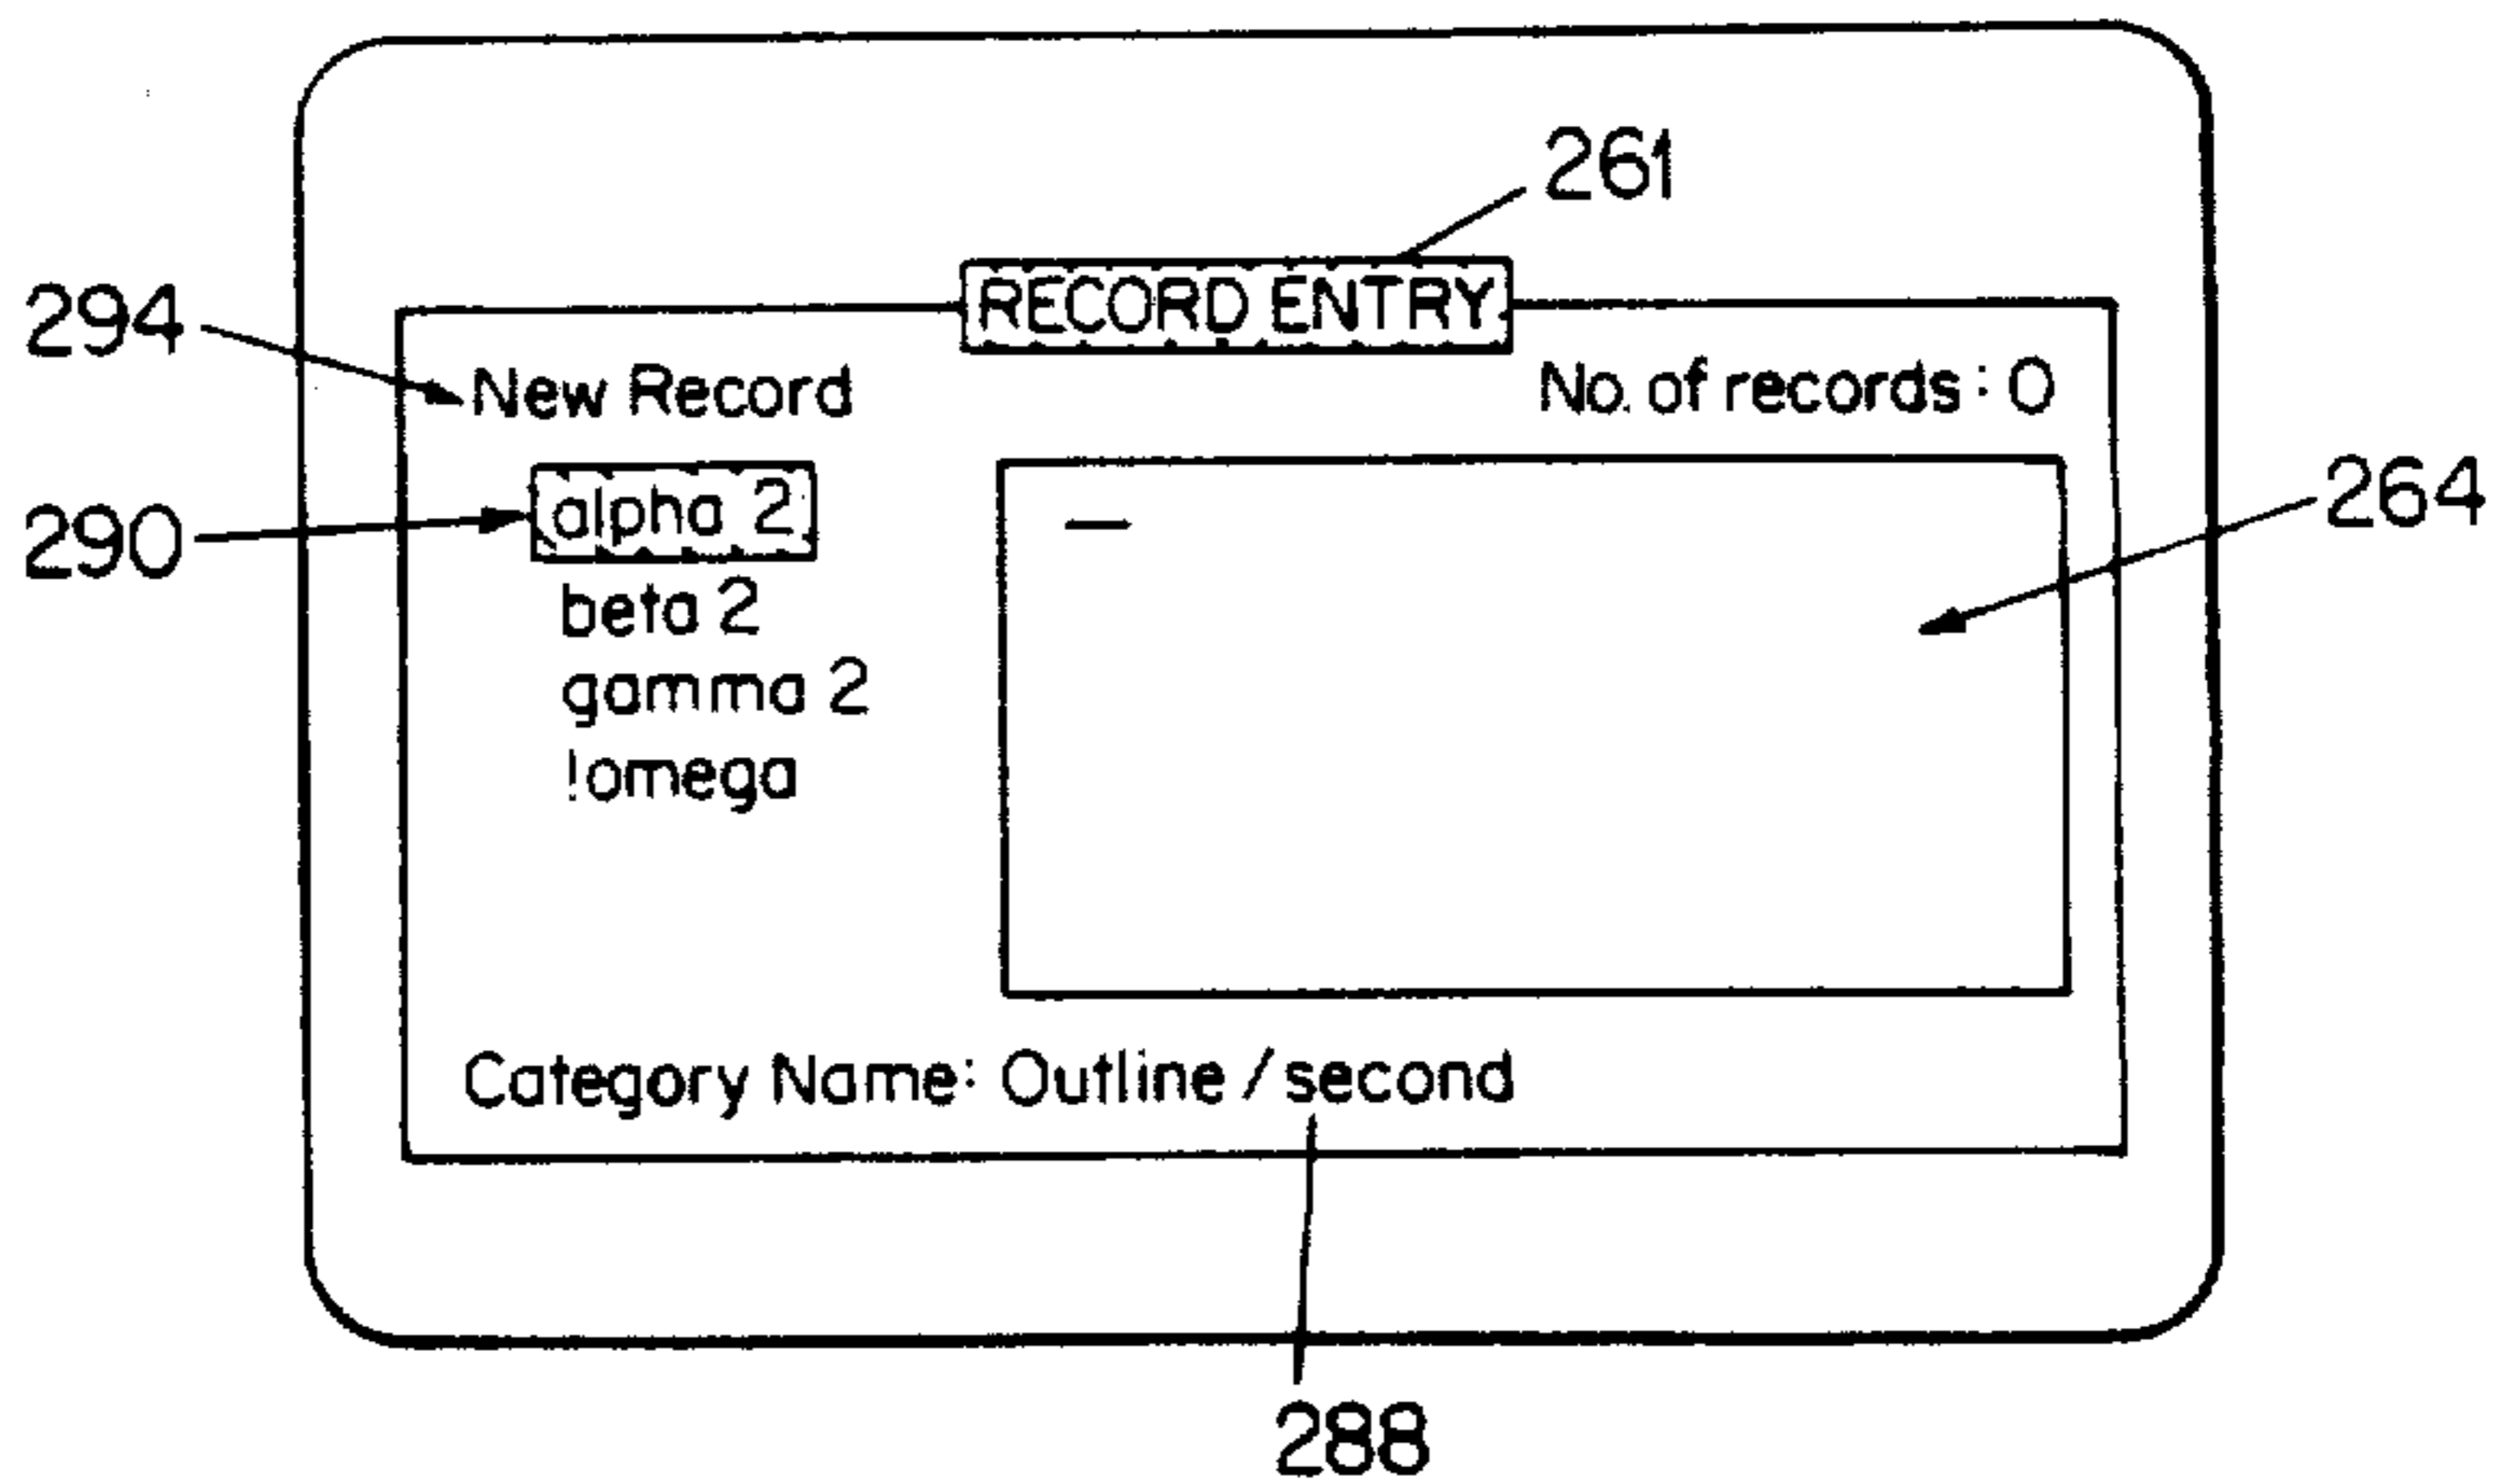 261
RECORD ENTRY
294
New Record
No. of records: 0
264
290
alpha 2
beta 2
gamma 2
!omega
Category Name: Outline/second
288